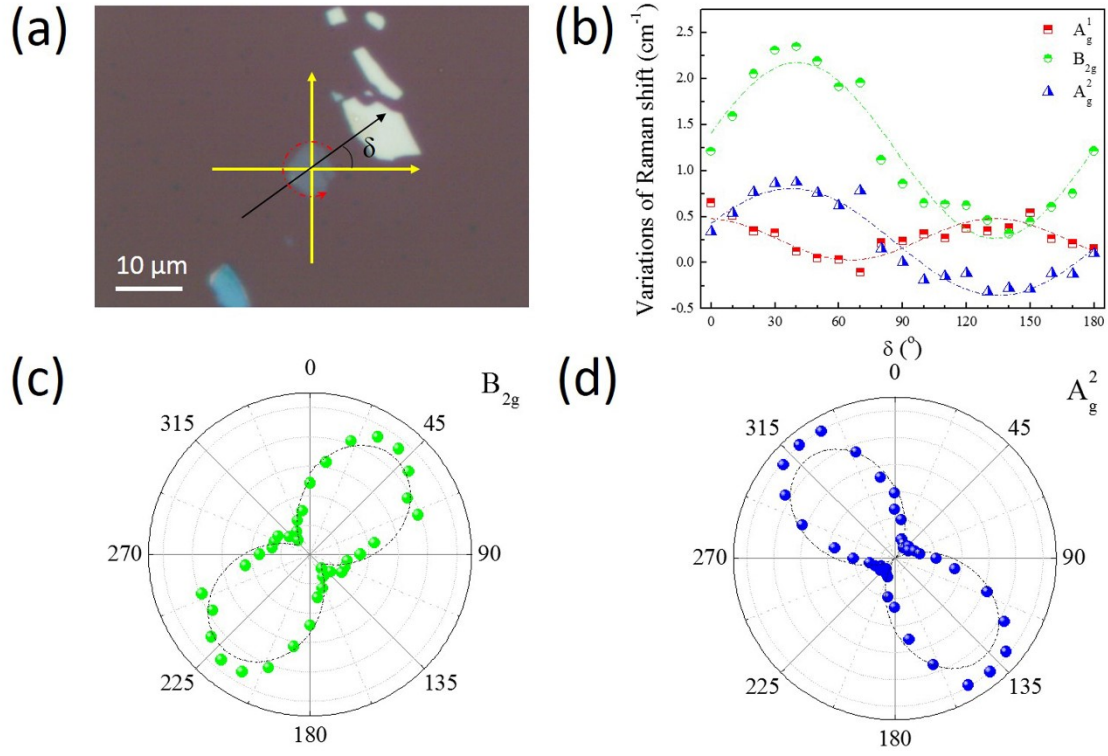 (a)
δ
10 μm
(b)
Variations of Raman shift (cm⁻¹)
2.5
2.0
1.5
1.0
0.5
0.0
-0.5
A¹g
B2g
A²g
0 30 60 90 120 150 180
δ (°)
(c)
B2g
0
45
90
135
180
225
270
315
(d)
A²g
0
45
90
135
180
225
270
315